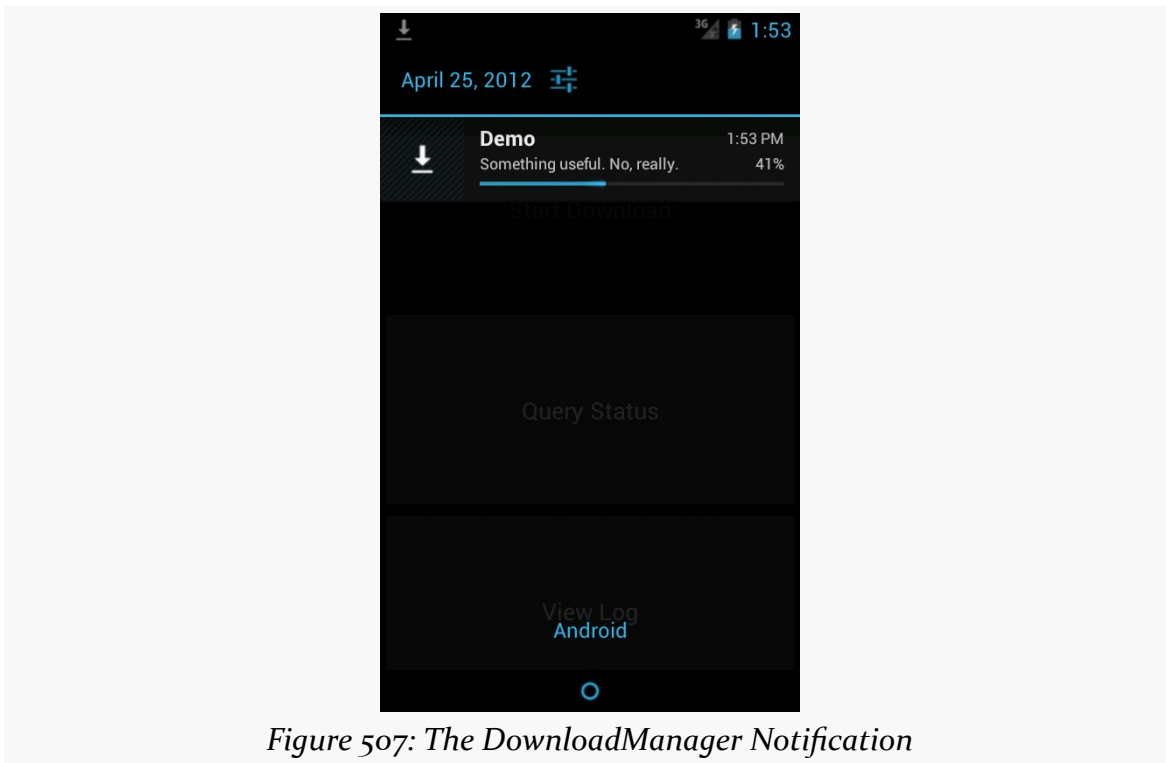 3G 1:53
April 25, 2012
Demo 1:53 PM
Something useful. No, really. 41%
Start Download
Query Status
View Log
Android
Figure 507: The DownloadManager Notification